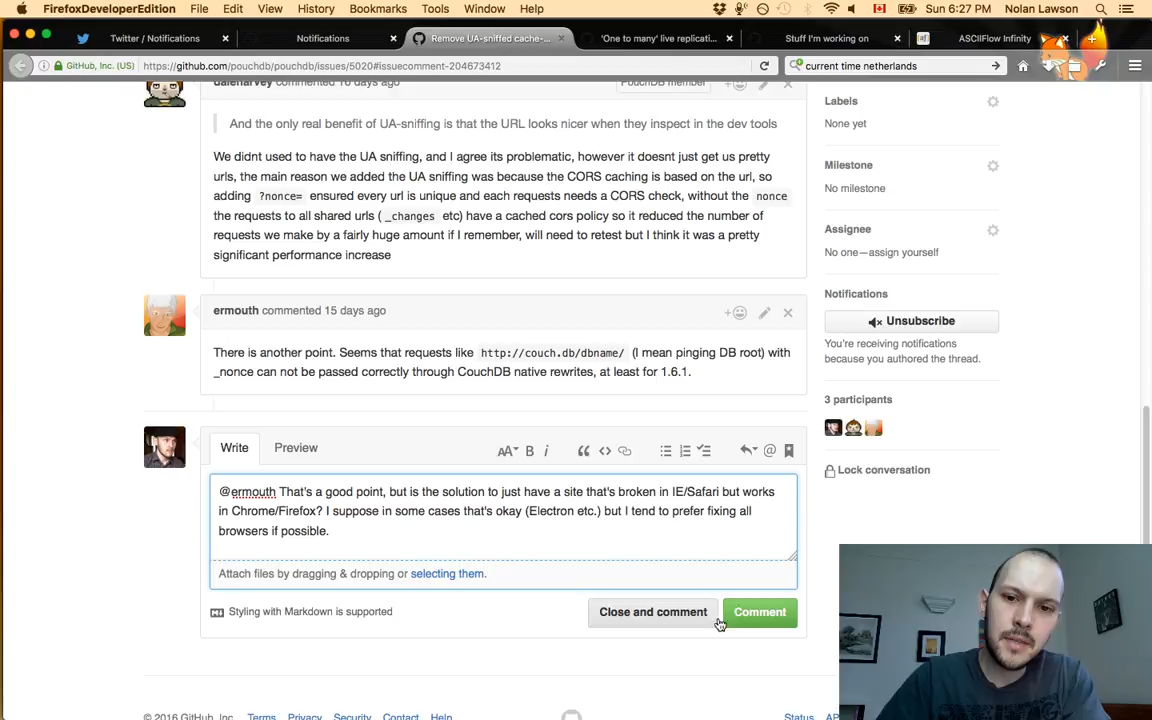 FirefoxDeveloperEdition File Edit View History Bookmarks Tools Window Help Sun 6:27 PM Nolan Lawson
Twitter / Notifications Notifications Remove UA-sniffed cache- 'One to many' live replicati... Stuff I'm working on ASCIIFlow Infinity
GitHub, Inc. (US) https://github.com/pouchdb/pouchdb/issues/5020#issuecomment-204673412 current time netherlands
daleharvey commented 16 days ago PouchDB member
And the only real benefit of UA-sniffing is that the URL looks nicer when they inspect in the dev tools
We didnt used to have the UA sniffing, and I agree its problematic, however it doesnt just get us pretty
urls, the main reason we added the UA sniffing was because the CORS caching is based on the url, so
adding ?nonce= ensured every url is unique and each requests needs a CORS check, without the nonce
the requests to all shared urls ( _changes etc) have a cached cors policy so it reduced the number of
requests we make by a fairly huge amount if I remember, will need to retest but I think it was a pretty
significant performance increase
ermouth commented 15 days ago
There is another point. Seems that requests like http://couch.db/dbname/ (I mean pinging DB root) with
_nonce can not be passed correctly through CouchDB native rewrites, at least for 1.6.1.
Write Preview AA B i @
@ermouth That's a good point, but is the solution to just have a site that's broken in IE/Safari but works
in Chrome/Firefox? I suppose in some cases that's okay (Electron etc.) but I tend to prefer fixing all
browsers if possible.
Attach files by dragging & dropping or selecting them.
Styling with Markdown is supported
Close and comment Comment
Labels
None yet
Milestone
No milestone
Assignee
No one—assign yourself
Notifications
Unsubscribe
You're receiving notifications
because you authored the thread.
3 participants
Lock conversation
© 2016 GitHub, Inc. Terms Privacy Security Contact Help Status AP